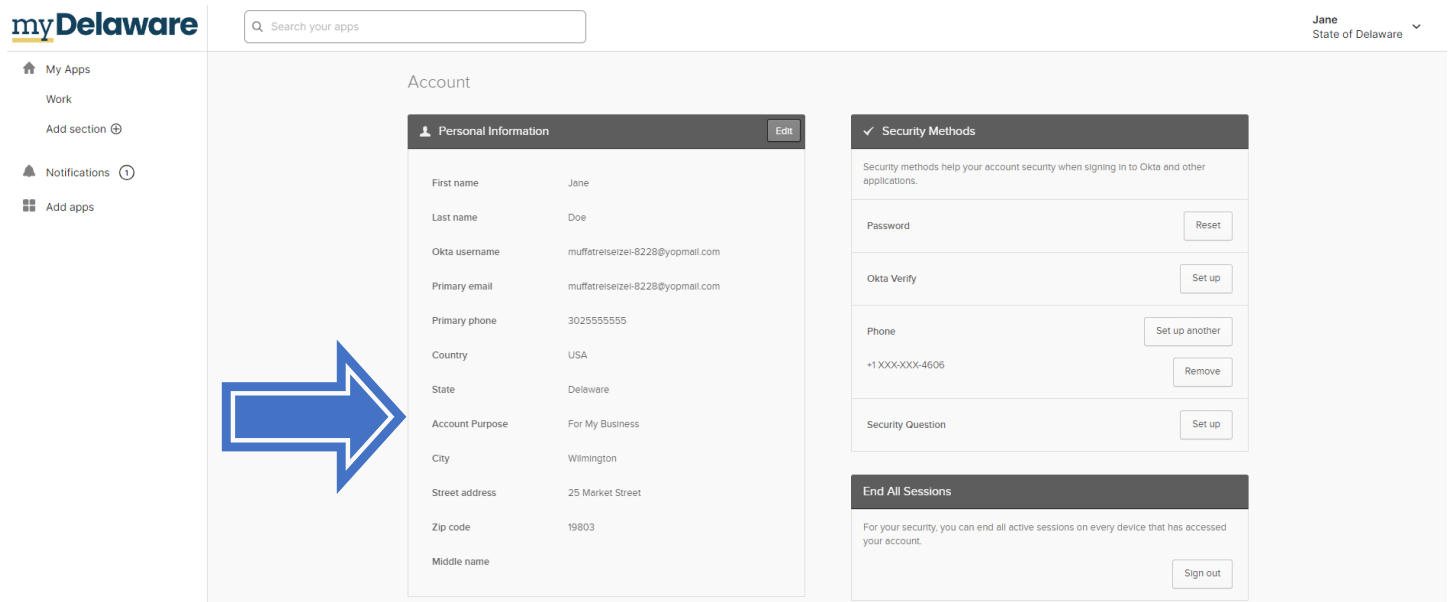 myDelaware
Search your apps
Jane
State of Delaware
My Apps
Work
Add section
Notifications 1
Add apps
Account
Personal Information Edit
First name Jane
Last name Doe
Okta username muffatreiseizei-8228@yopmail.com
Primary email muffatreiseizei-8228@yopmail.com
Primary phone 3025555555
Country USA
State Delaware
Account Purpose For My Business
City Wilmington
Street address 25 Market Street
Zip code 19803
Middle name
Security Methods
Security methods help your account security when signing in to Okta and other
applications.
Password Reset
Okta Verify Set up
Phone Set up another
+1 XXX-XXX-4606 Remove
Security Question Set up
End All Sessions
For your security, you can end all active sessions on every device that has accessed
your account.
Sign out